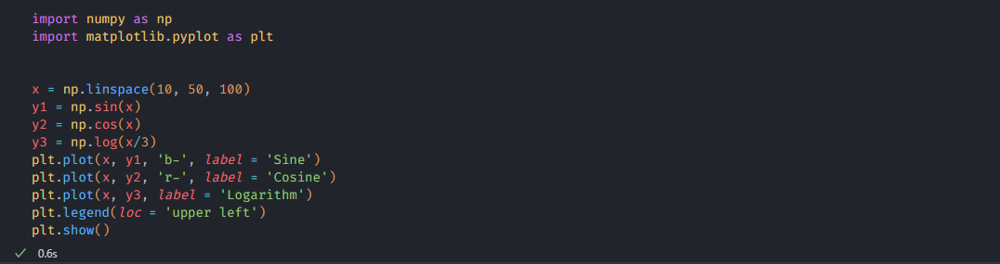 import numpy as np
import matplotlib.pyplot as plt
x = np.linspace(10, 50, 100)
y1 = np.sin(x)
y2 = np.cos(x)
y3 = np.log(x/3)
plt.plot(x, y1, 'b-', label = 'Sine')
plt.plot(x, y2, 'r-', label = 'Cosine')
plt.plot(x, y3, label = 'Logarithm')
plt.legend(loc = 'upper left')
plt.show()
✓ 0.6s